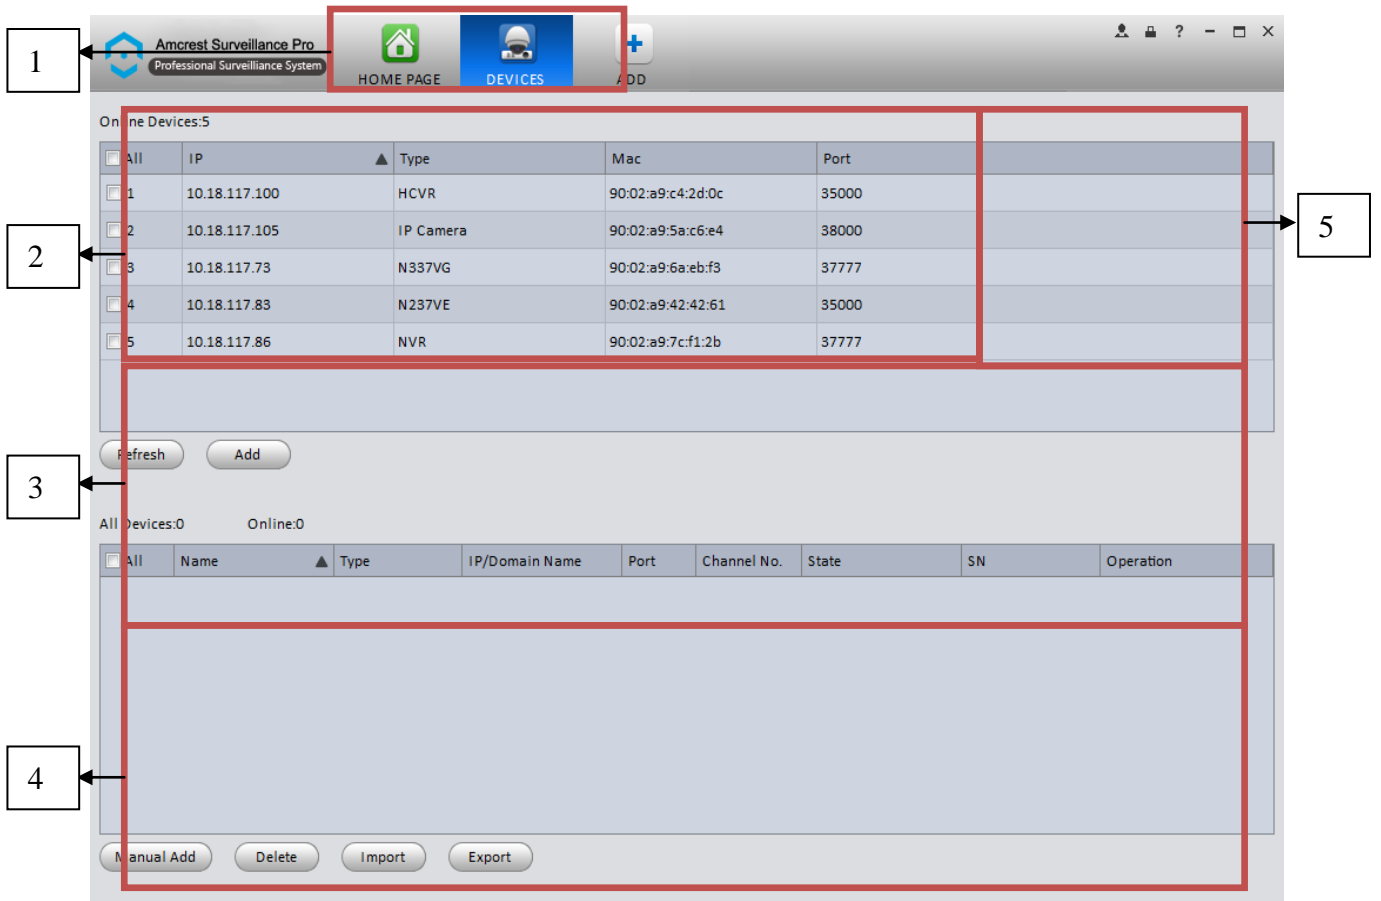 1
Amcrest Surveillance Pro
Professional Surveilliance System
HOME PAGE
DEVICES
ADD
?
Online Devices:5
All IP Type Mac Port
1 10.18.117.100 HCVR 90:02:a9:c4:2d:0c 35000
2 10.18.117.105 IP Camera 90:02:a9:5a:c6:e4 38000
3 10.18.117.73 N337VG 90:02:a9:6a:eb:f3 37777
4 10.18.117.83 N237VE 90:02:a9:42:42:61 35000
5 10.18.117.86 NVR 90:02:a9:7c:f1:2b 37777
2
5
Refresh Add
3
All Devices:0 Online:0
All Name Type IP/Domain Name Port Channel No. State SN Operation
4
Manual Add Delete Import Export